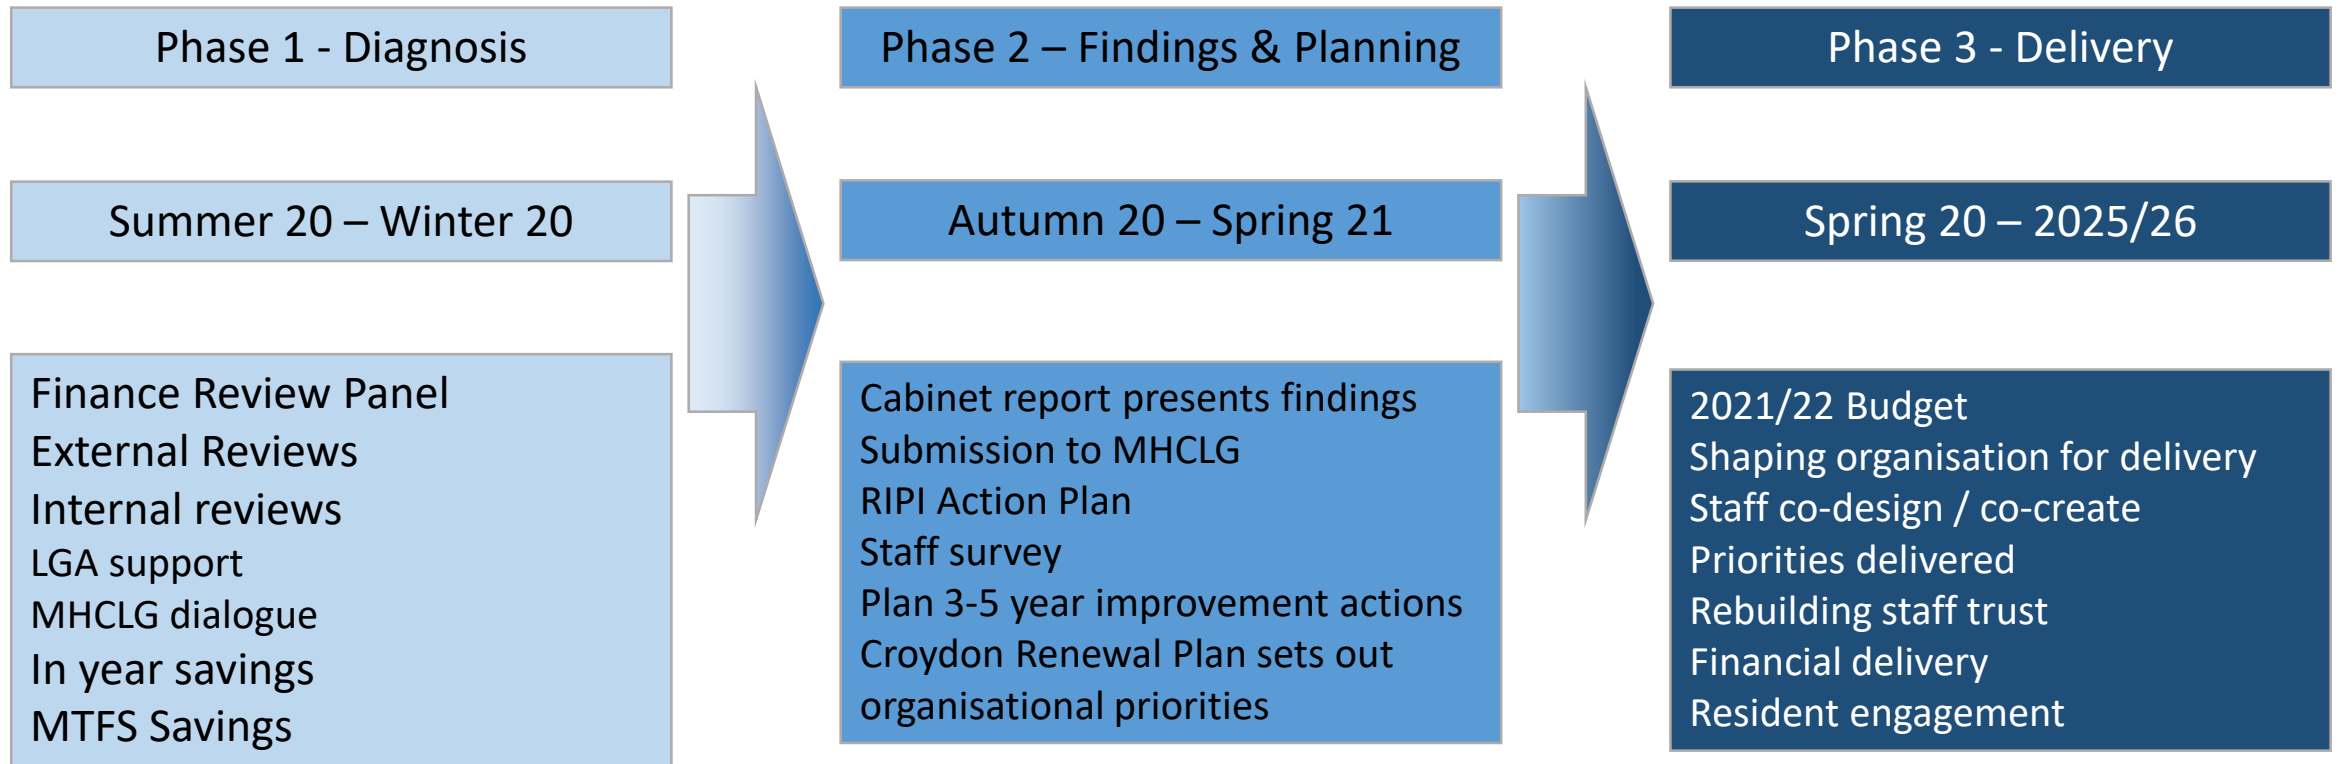 Phase 1 - Diagnosis
Summer 20 – Winter 20
Finance Review Panel
External Reviews
Internal reviews
LGA support
MHCLG dialogue
In year savings
MTFS Savings
Phase 2 – Findings & Planning
Autumn 20 – Spring 21
Cabinet report presents findings
Submission to MHCLG
RIPI Action Plan
Staff survey
Plan 3-5 year improvement actions
Croydon Renewal Plan sets out
organisational priorities
Phase 3 - Delivery
Spring 20 – 2025/26
2021/22 Budget
Shaping organisation for delivery
Staff co-design / co-create
Priorities delivered
Rebuilding staff trust
Financial delivery
Resident engagement